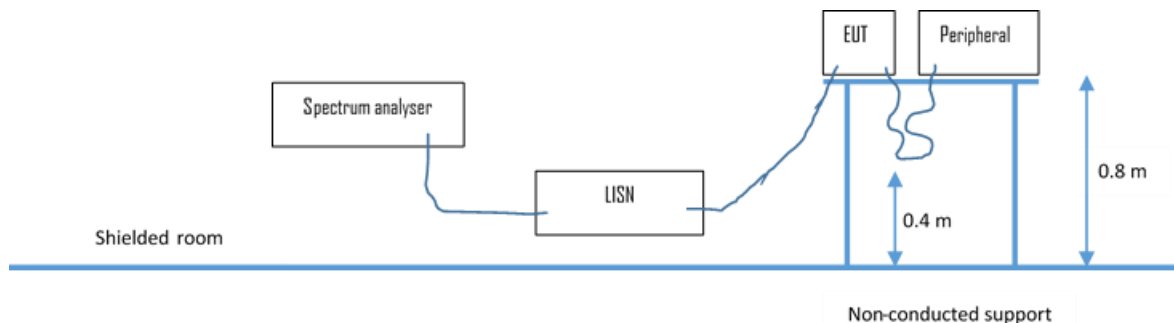 EUT
Peripheral
Spectrum analyser
0.8 m
LISN
0.4 m
Shielded room
Non-conducted support